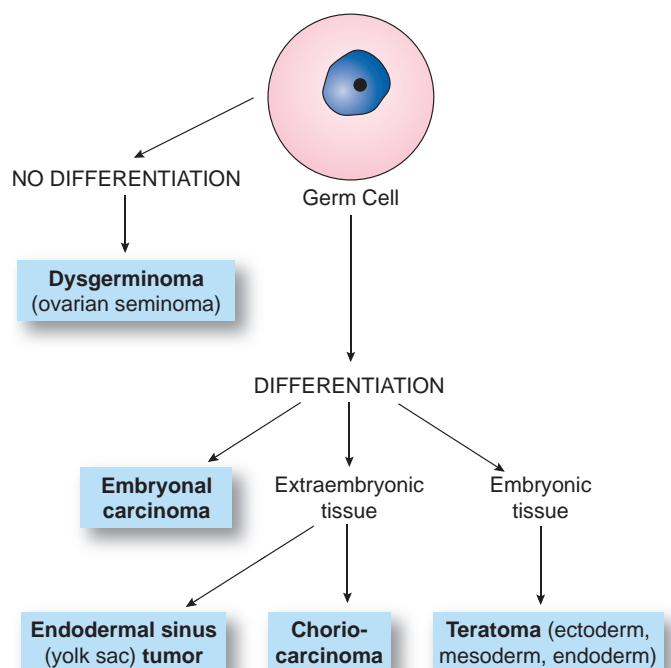 Germ Cell
NO DIFFERENTIATION
Dysgerminoma
(ovarian seminoma)
DIFFERENTIATION
Embryonal
carcinoma
Extraembryonic
tissue
Embryonic
tissue
Endodermal sinus
(yolk sac) tumor
Chorio-
carcinoma
Teratoma (ectoderm,
mesoderm, endoderm)